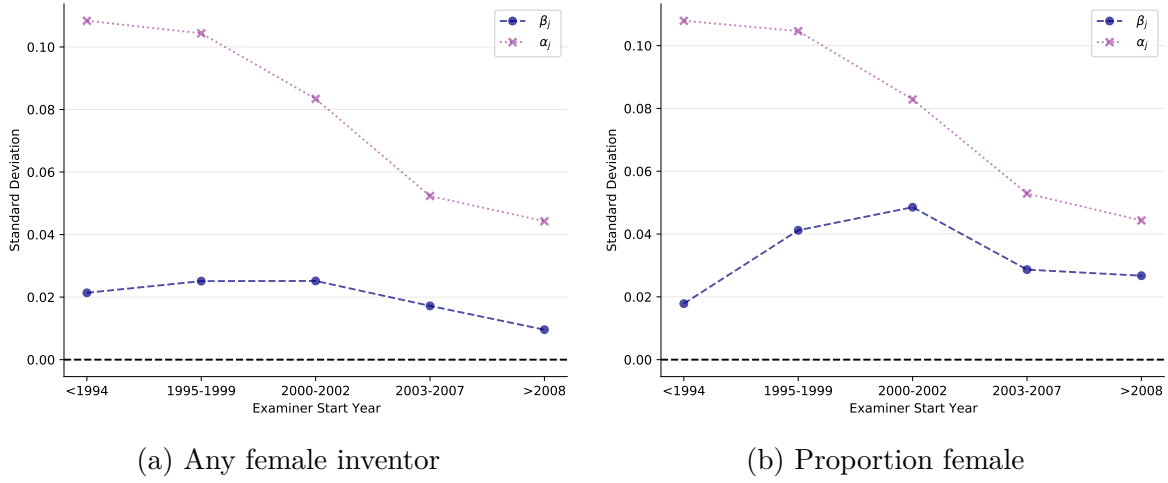 β_j
α_j
0.10
0.08
0.06
0.04
0.02
0.00
Standard Deviation
<1994
1995-1999
2000-2002
2003-2007
>2008
Examiner Start Year
(a) Any female inventor
β_j
α_j
0.10
0.08
0.06
0.04
0.02
0.00
Standard Deviation
<1994
1995-1999
2000-2002
2003-2007
>2008
Examiner Start Year
(b) Proportion female